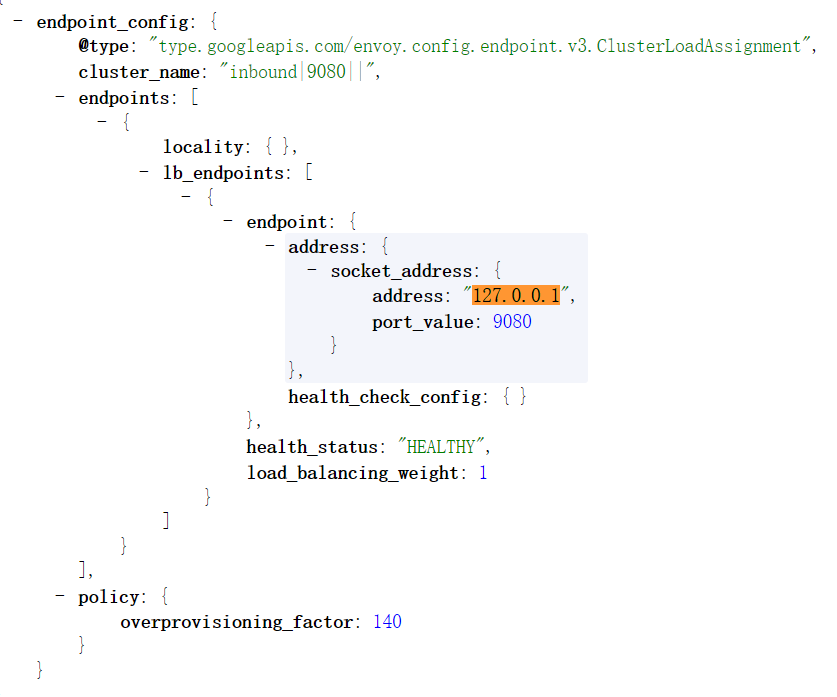 - endpoint_config: {
@type: "type.googleapis.com/envoy.config.endpoint.v3.ClusterLoadAssignment",
cluster_name: "inbound|9080||",
- endpoints: [
- {
locality: { },
- lb_endpoints: [
- {
- endpoint: {
- address: {
- socket_address: {
address: "127.0.0.1",
port_value: 9080
}
},
health_check_config: { }
},
health_status: "HEALTHY",
load_balancing_weight: 1
}
]
}
],
- policy: {
overprovisioning_factor: 140
}
}